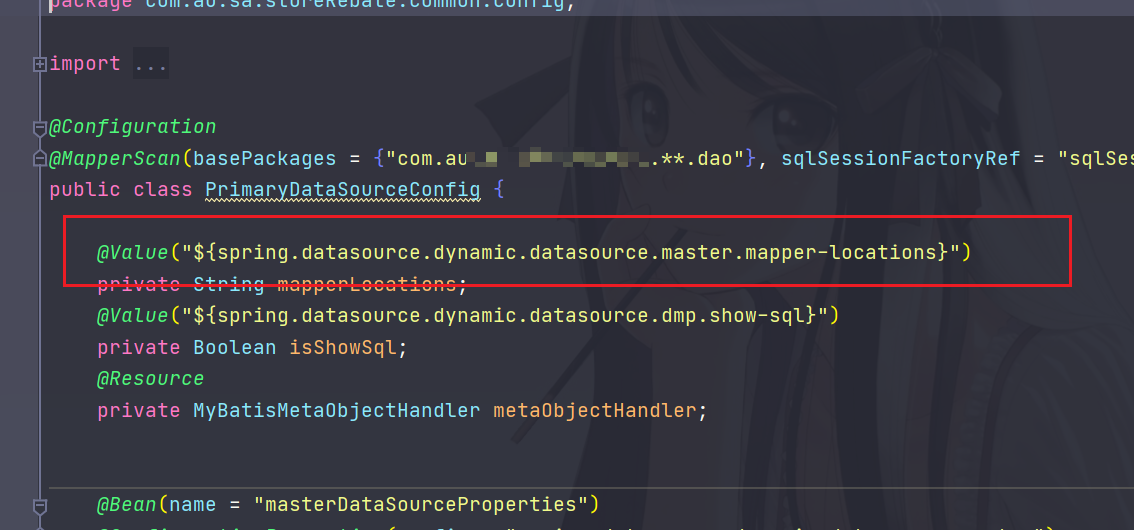 package com.au.sa.storeRebate.common.config;
import ...
@Configuration
@MapperScan(basePackages = {"com.au .**.dao"}, sqlSessionFactoryRef = "sqlSes
public class PrimaryDataSourceConfig {
@Value("${spring.datasource.dynamic.datasource.master.mapper-locations}")
private String mapperLocations;
@Value("${spring.datasource.dynamic.datasource.dmp.show-sql}")
private Boolean isShowSql;
@Resource
private MyBatisMetaObjectHandler metaObjectHandler;
@Bean(name = "masterDataSourceProperties")